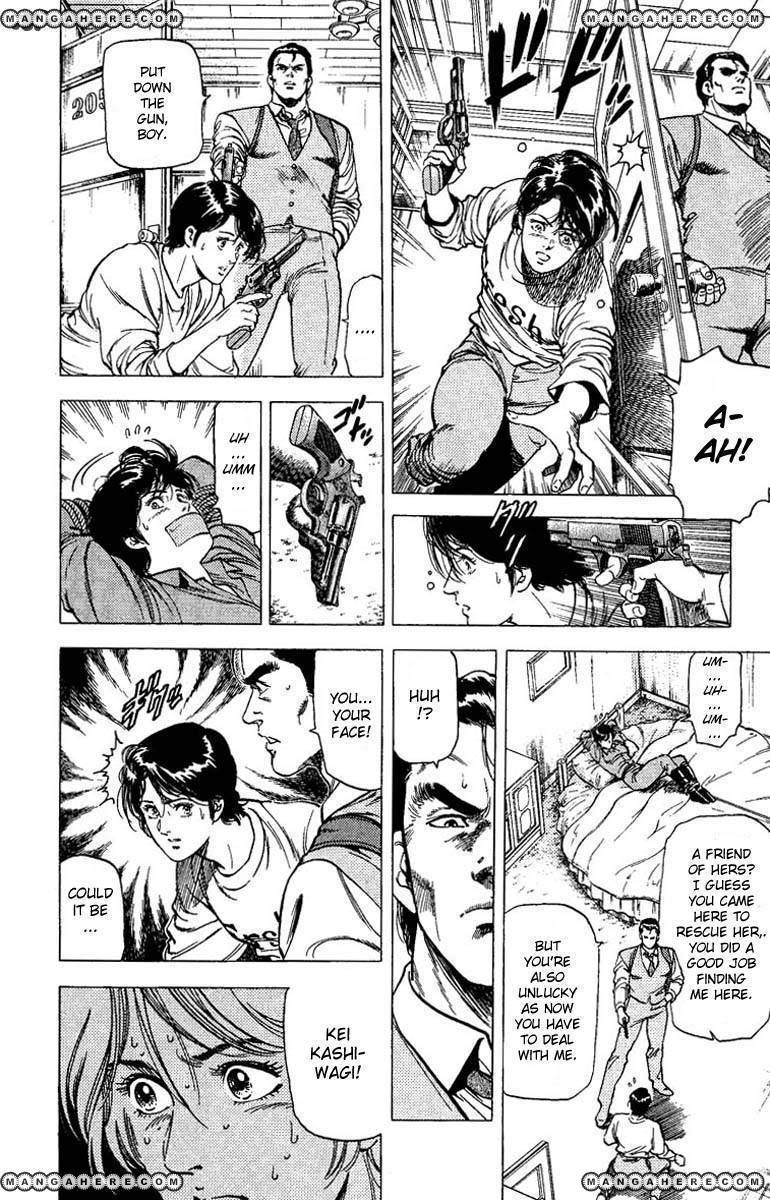 MANGAHERE.COM
MANGAHERE.COM
ドドド
A-
AH!
PUT
DOWN
THE
GUN,
BOY.
205
....
UH
...
UMM
...
UM-
...
UH-
...
UM-
...
A FRIEND
OF HERS?
I GUESS
YOU CAME
HERE TO
RESCUE HER,.
YOU DID A
GOOD JOB
FINDING
ME HERE.
BUT
YOU'RE
ALSO
UNLUCKY
AS NOW
YOU HAVE
TO DEAL
WITH ME.
HUH
!?
YOU...
YOUR
FACE!
COULD
IT BE
...
KEI
KASHI-
WAGI!
MANGAHERE.COM
MANGAHERE.COM